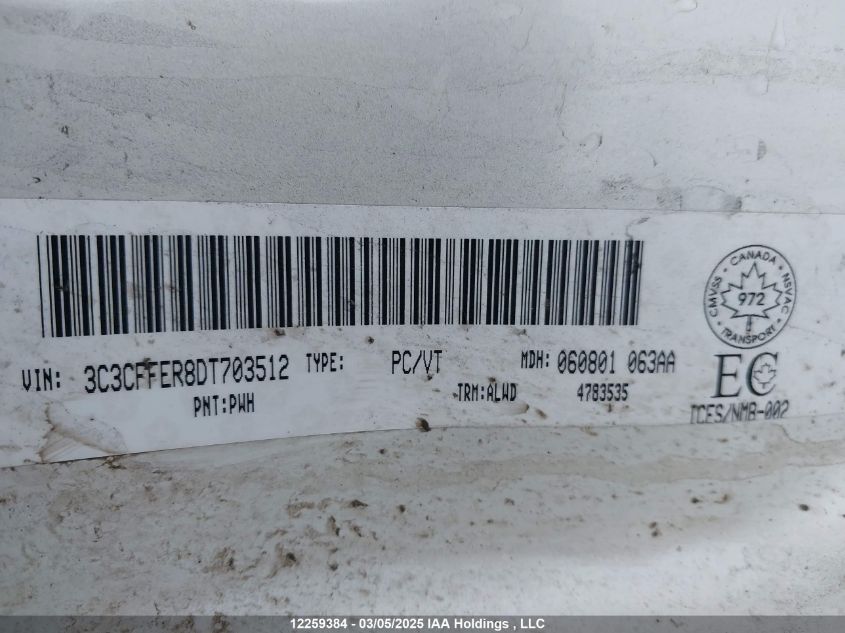 CANADA
CMVSS
NSVAC
972
TRANSPORT
VIN: 3C3CFFER8DT703512 TYPE: PC/VT MDH: 060801 063AA
EC
PNT:PWH TRM:ALWD 4783535
ICES/NMB-002
12259384 - 03/05/2025 IAA Holdings , LLC